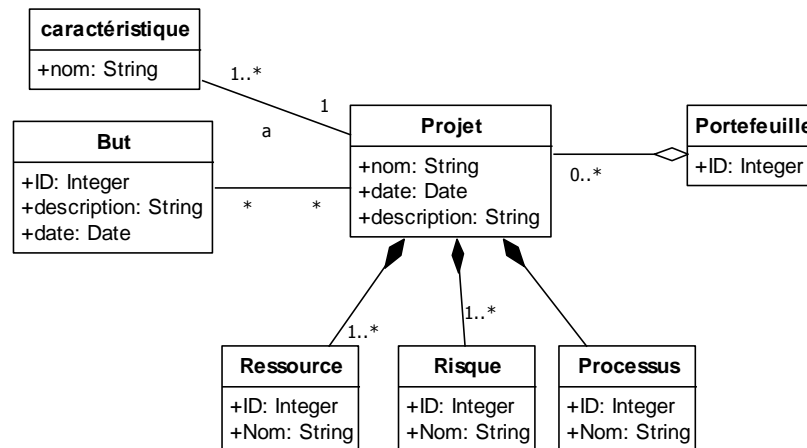 caractéristique
+nom: String
1..*
1
a
But
+ID: Integer
+description: String
+date: Date
*
*
Projet
+nom: String
+date: Date
+description: String
0..*
Portefeuille
+ID: Integer
1..*
1..*
Ressource
+ID: Integer
+Nom: String
Risque
+ID: Integer
+Nom: String
Processus
+ID: Integer
+Nom: String